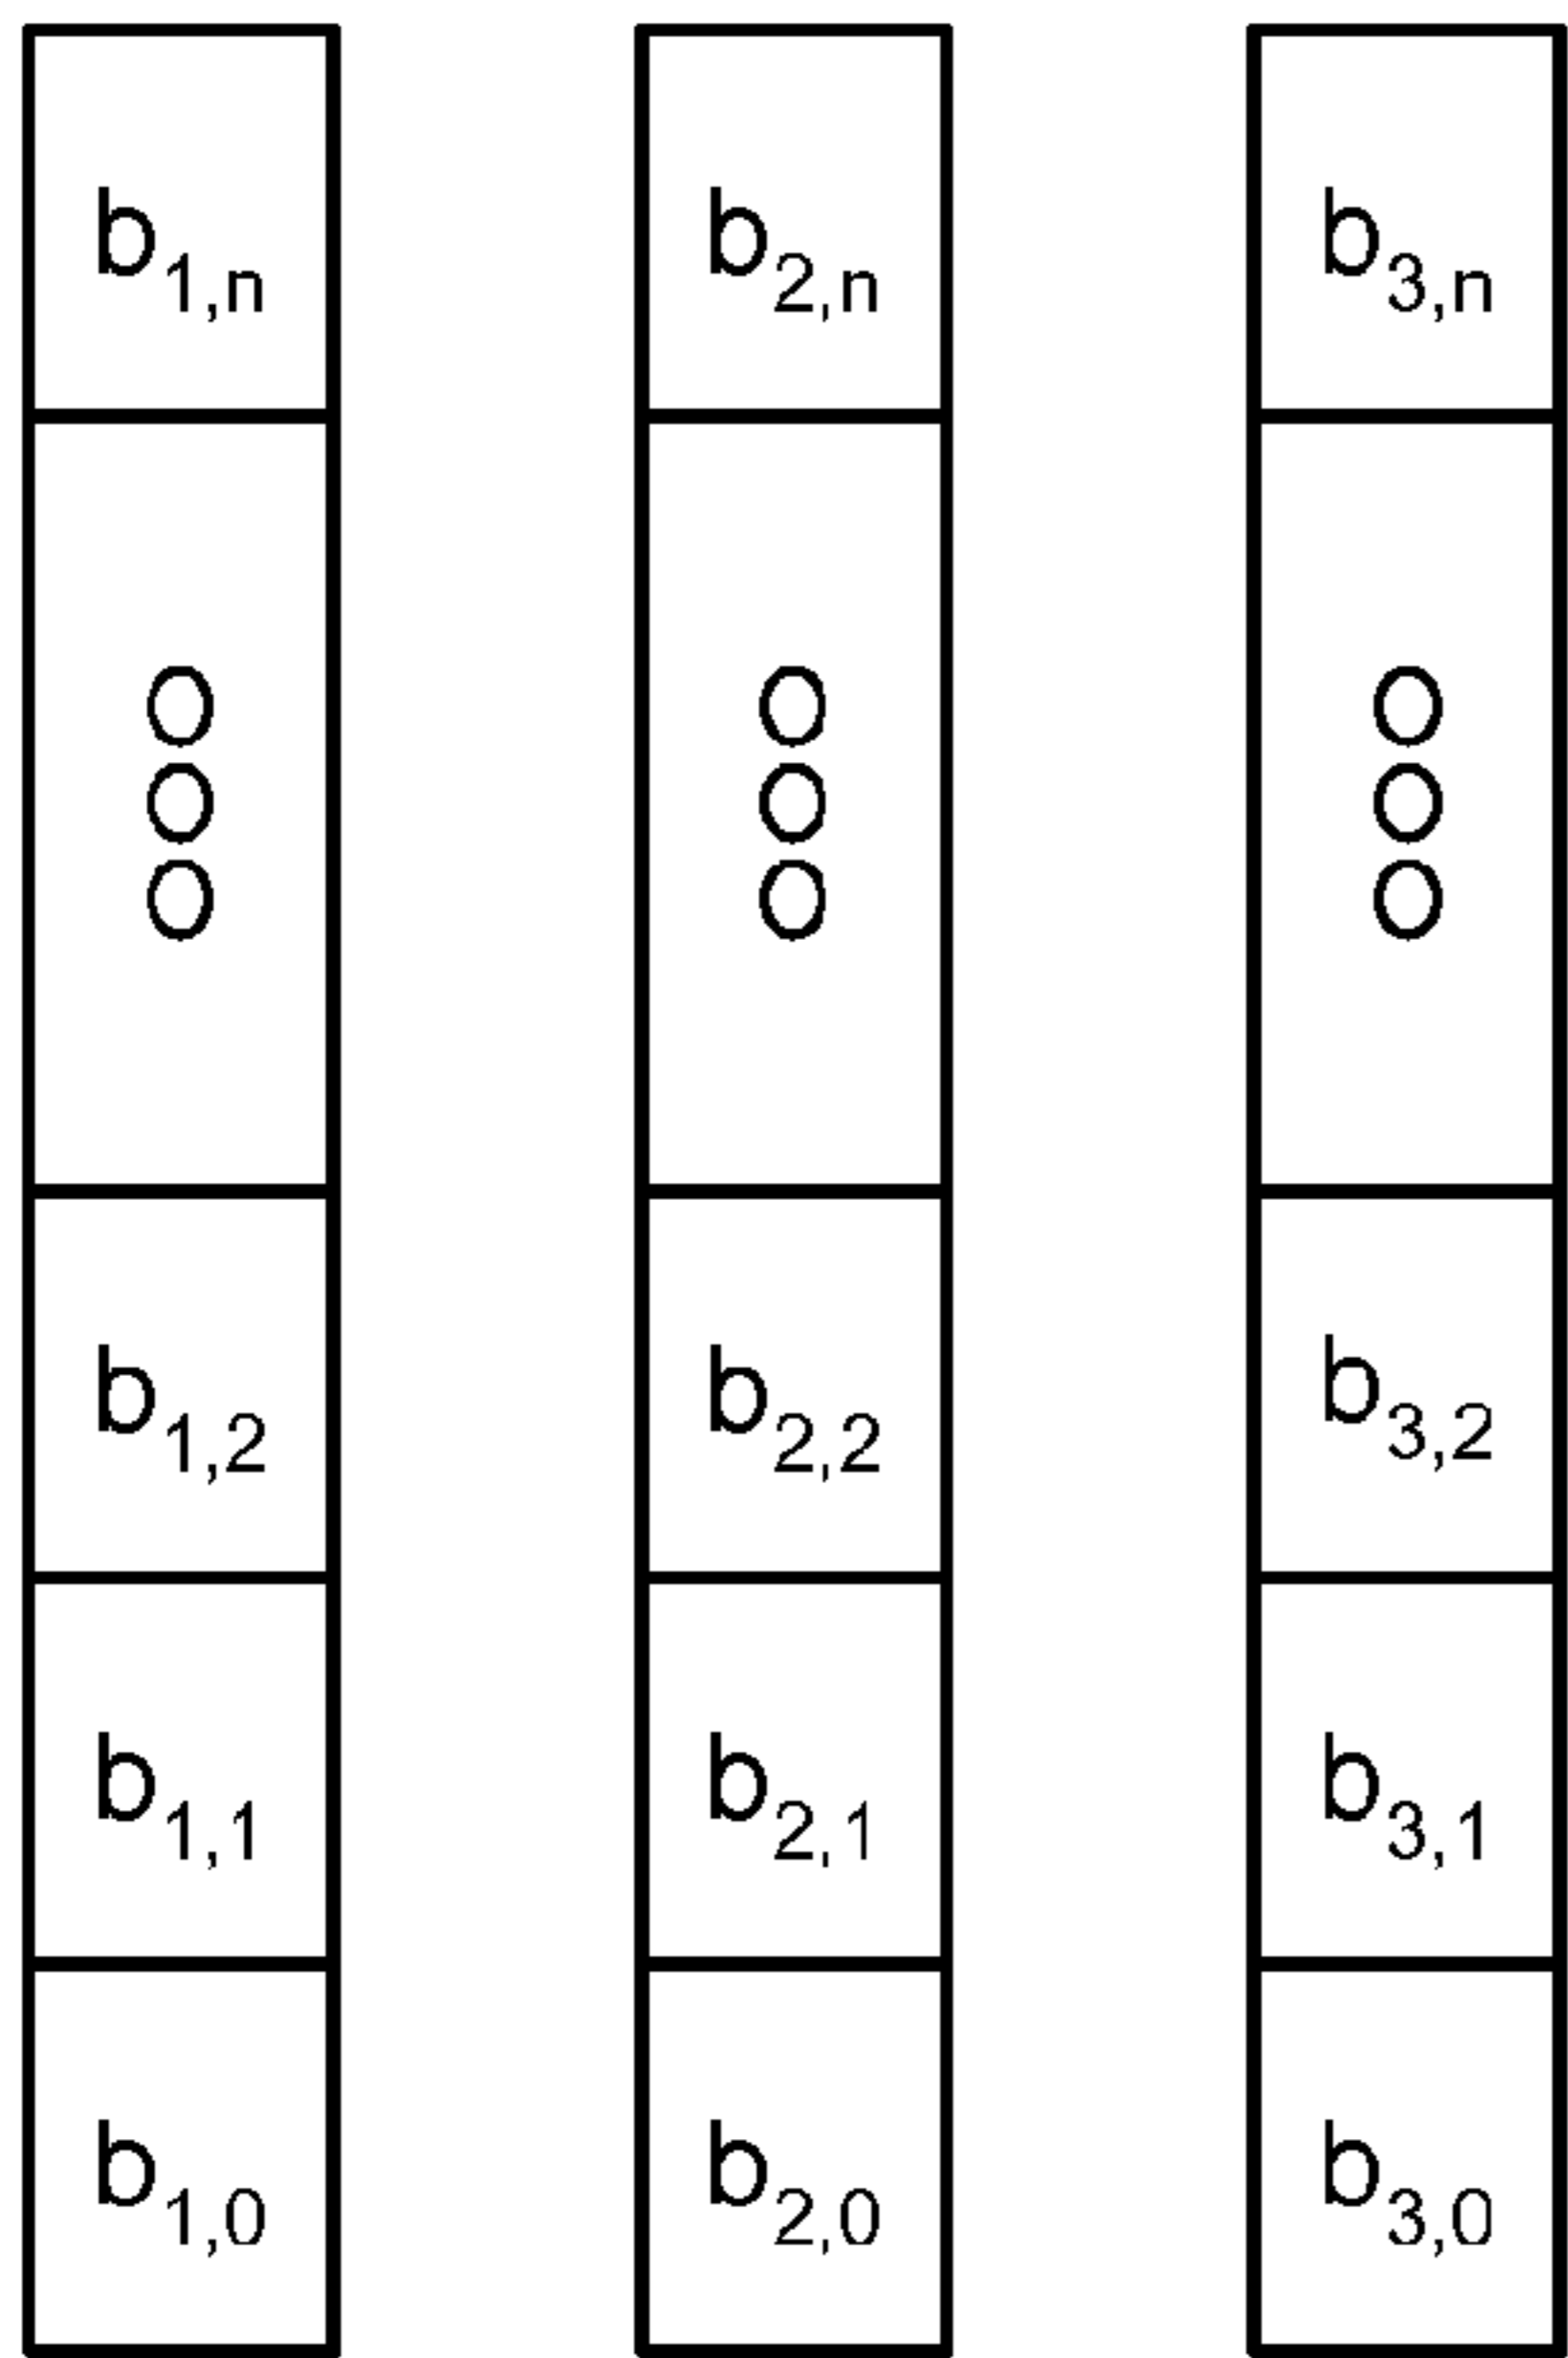 b1,n b2,n b3,n
o o o
o o o
o o o
b1,2 b2,2 b3,2
b1,1 b2,1 b3,1
b1,0 b2,0 b3,0